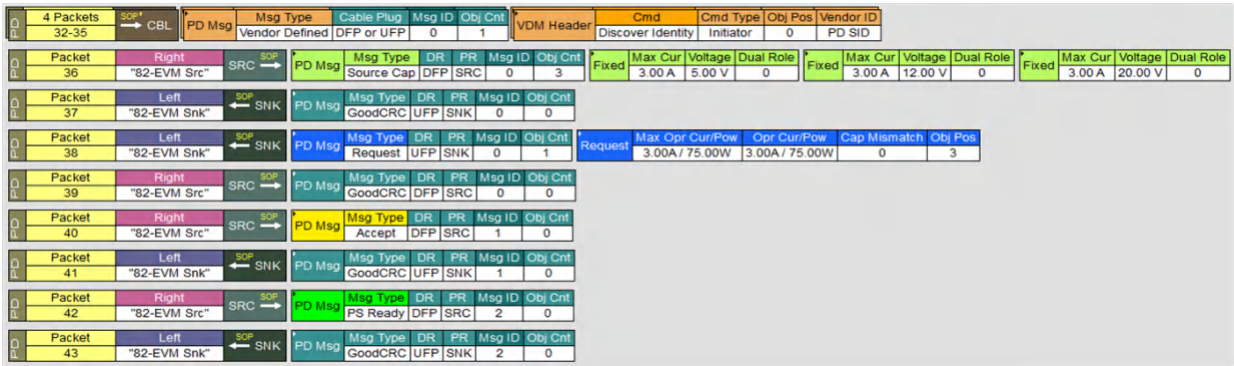 PD 4 Packets SOP' CBL PD Msg Msg Type Cable Plug Msg ID Obj Cnt VDM Header Cmd Cmd Type Obj Pos Vendor ID
32-35 Vendor Defined DFP or UFP 0 1 Discover Identity Initiator 0 PD SID
PD Packet Right SRC SOP PD Msg Msg Type DR PR Msg ID Obj Cnt Fixed Max Cur Voltage Dual Role Fixed Max Cur Voltage Dual Role Fixed Max Cur Voltage Dual Role
36 "82-EVM Src" Source Cap DFP SRC 0 3 3.00 A 5.00 V 0 3.00 A 12.00 V 0 3.00 A 20.00 V 0
PD Packet Left SOP SNK PD Msg Msg Type DR PR Msg ID Obj Cnt
37 "82-EVM Snk" GoodCRC UFP SNK 0 0
PD Packet Left SOP SNK PD Msg Msg Type DR PR Msg ID Obj Cnt Request Max Opr Cur/Pow Opr Cur/Pow Cap Mismatch Obj Pos
38 "82-EVM Snk" Request UFP SNK 0 1 3.00A / 75.00W 3.00A / 75.00W 0 3
PD Packet Right SRC SOP PD Msg Msg Type DR PR Msg ID Obj Cnt
39 "82-EVM Src" GoodCRC DFP SRC 0 0
PD Packet Right SRC SOP PD Msg Msg Type DR PR Msg ID Obj Cnt
40 "82-EVM Src" Accept DFP SRC 1 0
PD Packet Left SOP SNK PD Msg Msg Type DR PR Msg ID Obj Cnt
41 "82-EVM Snk" GoodCRC UFP SNK 1 0
PD Packet Right SRC SOP PD Msg Msg Type DR PR Msg ID Obj Cnt
42 "82-EVM Src" PS Ready DFP SRC 2 0
PD Packet Left SOP SNK PD Msg Msg Type DR PR Msg ID Obj Cnt
43 "82-EVM Snk" GoodCRC UFP SNK 2 0